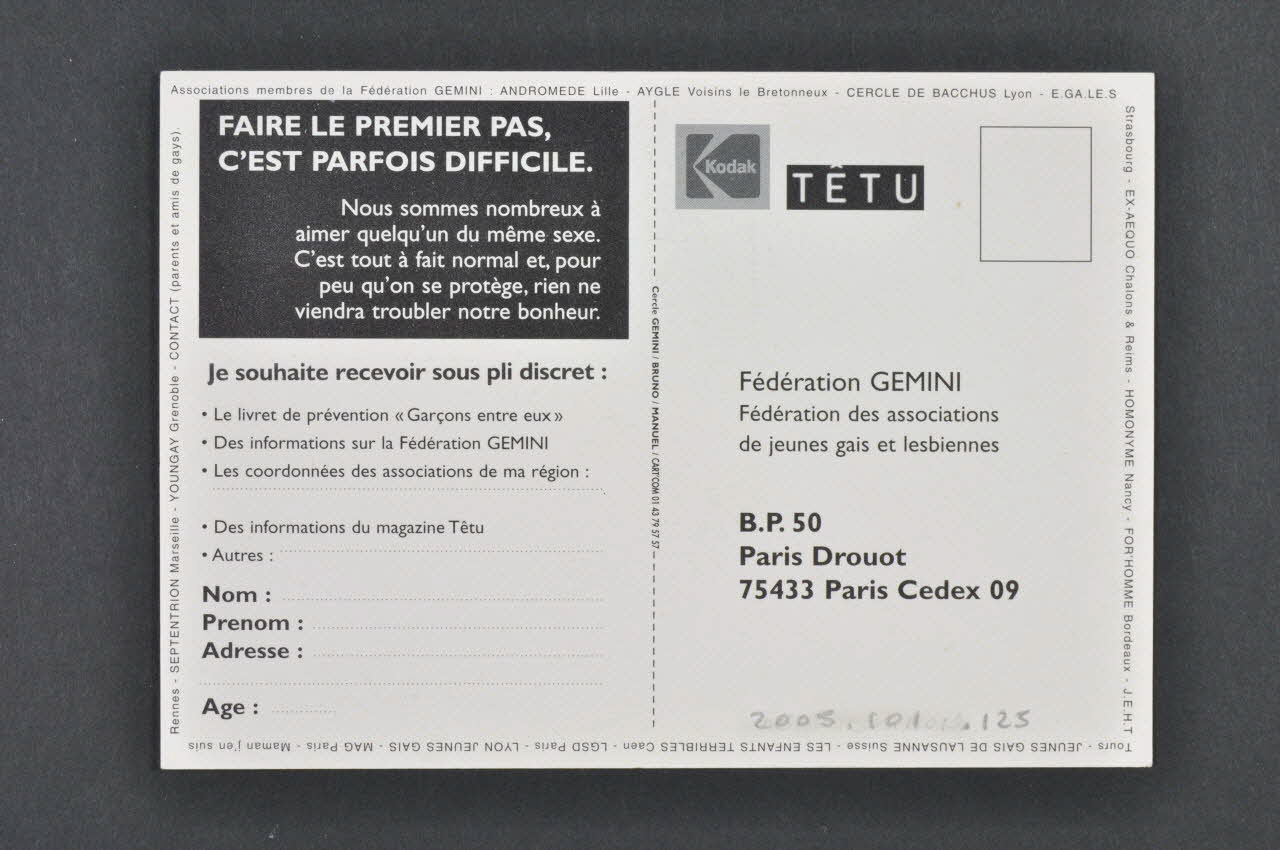 Associations membres de la Fédération GEMINI : ANDROMEDE Lille - AYGLE Voisins le Bretonneux - CERCLE DE BACCHUS Lyon - E.GA.LE.S
Strasbourg - EX-AEQUO Chalons & Reims - HOMONYME Nancy - FOR'HOMME Bordeaux - J.E.H.T
Tours - JEUNES GAIS DE LAUSANNE Suisse - LES ENFANTS TERRIBLES Caen - LGSD Paris - LYON JEUNES GAIS - MAG Paris - Maman j'en suis
Rennes - SEPTENTRION Marseille - YOUNGAY Grenoble - CONTACT (parents et amis de gays).
FAIRE LE PREMIER PAS,
C'EST PARFOIS DIFFICILE.
Nous sommes nombreux à
aimer quelqu'un du même sexe.
C'est tout à fait normal et, pour
peu qu'on se protège, rien ne
viendra troubler notre bonheur.
Je souhaite recevoir sous pli discret :
• Le livret de prévention « Garçons entre eux »
• Des informations sur la Fédération GEMINI
• Les coordonnées des associations de ma région :
• Des informations du magazine Têtu
• Autres :
Nom :
Prenom :
Adresse :
Age :
Cercle GEMINI / BRUNO / MANUEL / CART'COM 01 43 79 57 57
Kodak
TÊTU
Fédération GEMINI
Fédération des associations
de jeunes gais et lesbiennes
B.P. 50
Paris Drouot
75433 Paris Cedex 09